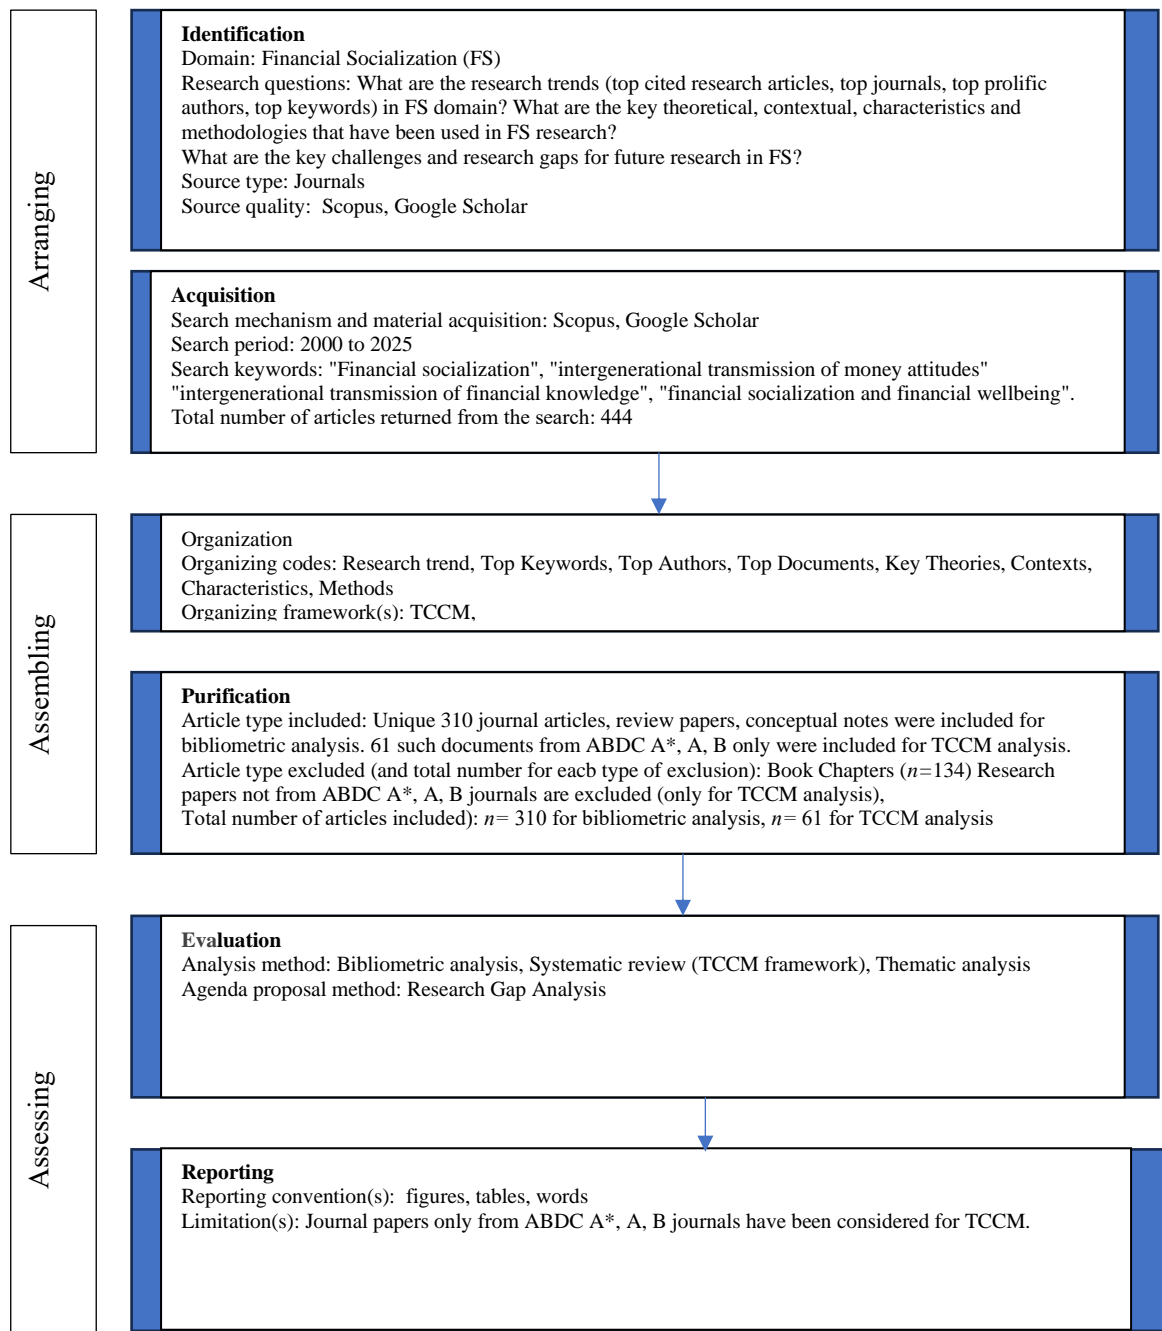 Arranging
Identification
Domain: Financial Socialization (FS)
Research questions: What are the research trends (top cited research articles, top journals, top prolific
authors, top keywords) in FS domain? What are the key theoretical, contextual, characteristics and
methodologies that have been used in FS research?
What are the key challenges and research gaps for future research in FS?
Source type: Journals
Source quality:  Scopus, Google Scholar
Acquisition
Search mechanism and material acquisition: Scopus, Google Scholar
Search period: 2000 to 2025
Search keywords: "Financial socialization", "intergenerational transmission of money attitudes"
"intergenerational transmission of financial knowledge", "financial socialization and financial wellbeing".
Total number of articles returned from the search: 444
Assembling
Organization
Organizing codes: Research trend, Top Keywords, Top Authors, Top Documents, Key Theories, Contexts,
Characteristics, Methods
Organizing framework(s): TCCM,
Purification
Article type included: Unique 310 journal articles, review papers, conceptual notes were included for
bibliometric analysis. 61 such documents from ABDC A*, A, B only were included for TCCM analysis.
Article type excluded (and total number for eacb type of exclusion): Book Chapters (n=134) Research
papers not from ABDC A*, A, B journals are excluded (only for TCCM analysis),
Total number of articles included): n= 310 for bibliometric analysis, n= 61 for TCCM analysis
Assessing
Evaluation
Analysis method: Bibliometric analysis, Systematic review (TCCM framework), Thematic analysis
Agenda proposal method: Research Gap Analysis
Reporting
Reporting convention(s):  figures, tables, words
Limitation(s): Journal papers only from ABDC A*, A, B journals have been considered for TCCM.